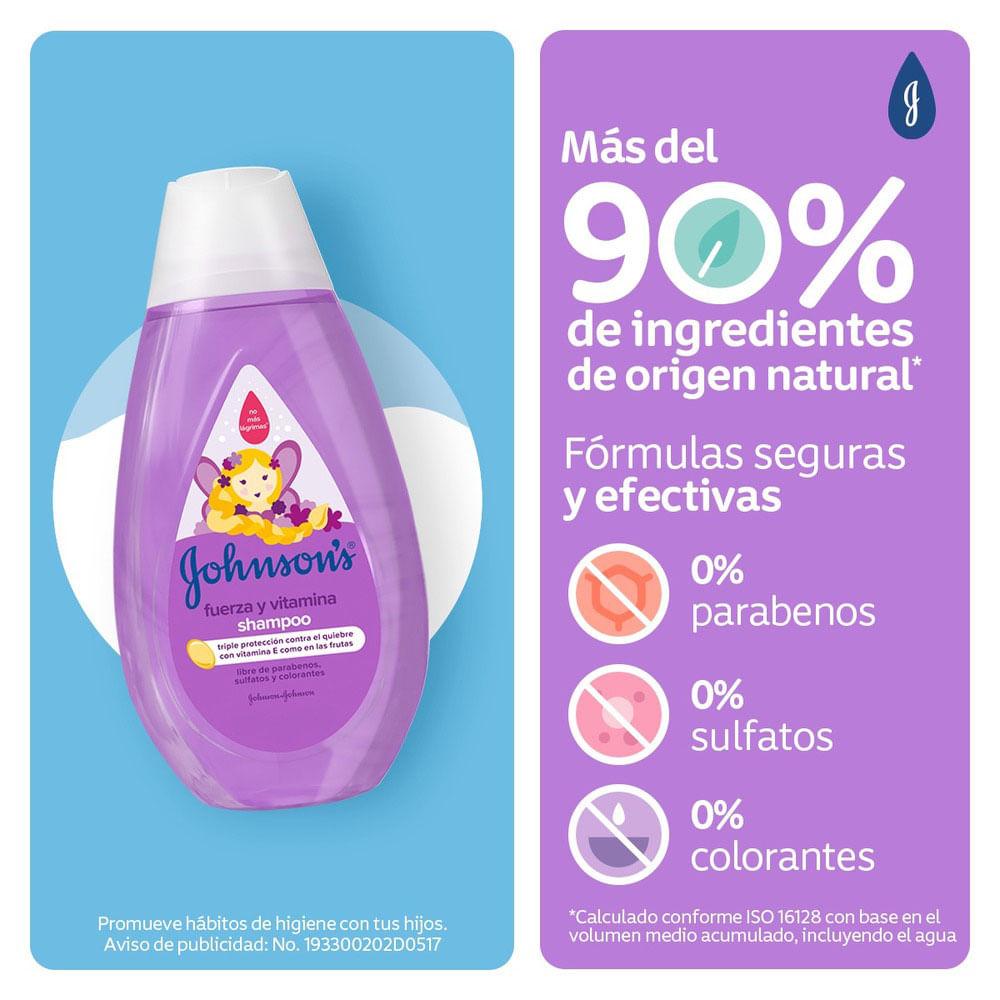 no
más
lágrimas
Johnson's®
fuerza y vitamina
shampoo
triple protección contra el quiebre
con vitamina E como en las frutas
libre de parabenos,
sulfatos y colorantes
Johnson+Johnson
Promueve hábitos de higiene con tus hijos.
Aviso de publicidad: No. 193300202D0517
J
Más del
90%
de ingredientes
de origen natural*
Fórmulas seguras
y efectivas
0%
parabenos
0%
sulfatos
0%
colorantes
*Calculado conforme ISO 16128 con base en el
volumen medio acumulado, incluyendo el agua